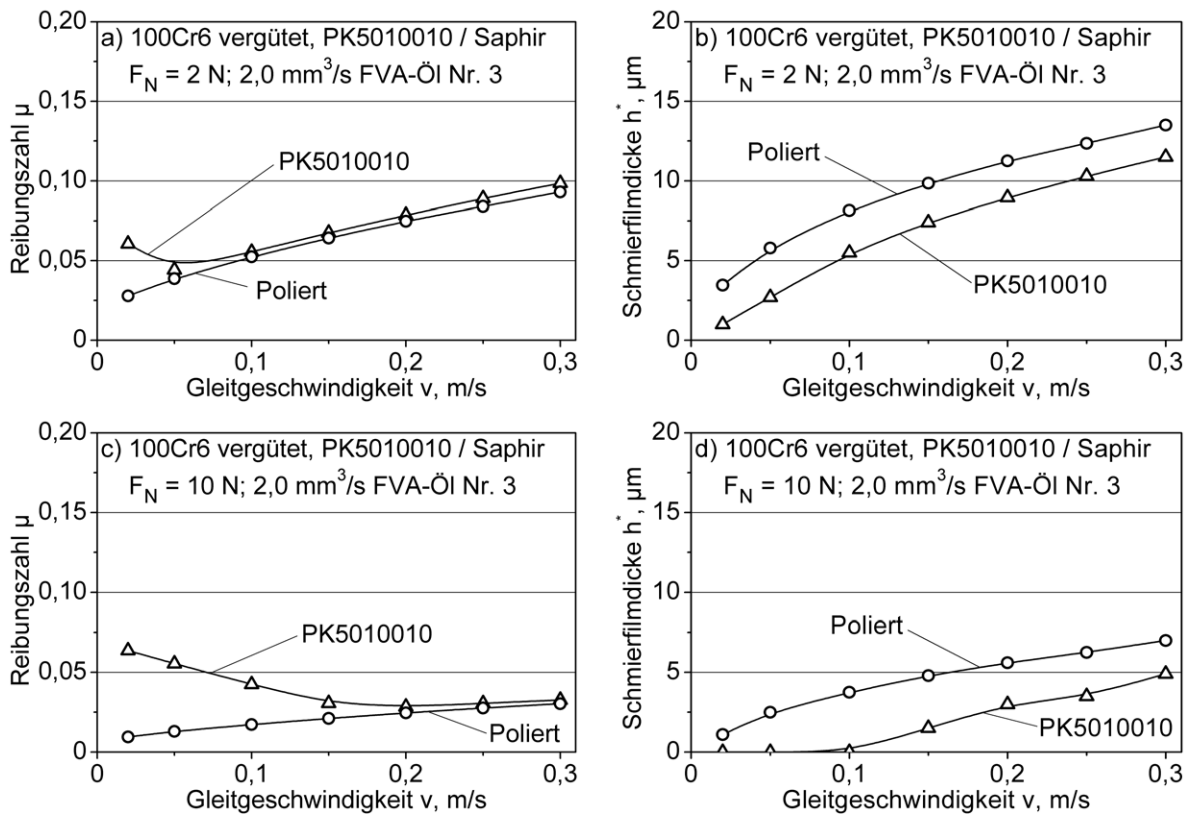 a) 100Cr6 vergütet, PK5010010 / Saphir
F_N = 2 N; 2,0 mm³/s FVA-Öl Nr. 3
Reibungszahl µ
0,20
0,15
0,10
0,05
0
PK5010010
Poliert
0
0,1
0,2
0,3
Gleitgeschwindigkeit v, m/s
b) 100Cr6 vergütet, PK5010010 / Saphir
F_N = 2 N; 2,0 mm³/s FVA-Öl Nr. 3
Schmierfilmdicke h*, µm
20
15
10
5
0
Poliert
PK5010010
0
0,1
0,2
0,3
Gleitgeschwindigkeit v, m/s
c) 100Cr6 vergütet, PK5010010 / Saphir
F_N = 10 N; 2,0 mm³/s FVA-Öl Nr. 3
Reibungszahl µ
0,20
0,15
0,10
0,05
0
PK5010010
Poliert
0
0,1
0,2
0,3
Gleitgeschwindigkeit v, m/s
d) 100Cr6 vergütet, PK5010010 / Saphir
F_N = 10 N; 2,0 mm³/s FVA-Öl Nr. 3
Schmierfilmdicke h*, µm
20
15
10
5
0
Poliert
PK5010010
0
0,1
0,2
0,3
Gleitgeschwindigkeit v, m/s